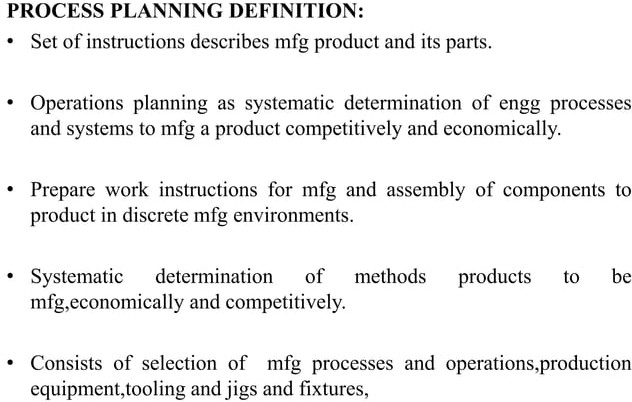 PROCESS PLANNING DEFINITION:
• Set of instructions describes mfg product and its parts.
• Operations planning as systematic determination of engg processes
and systems to mfg a product competitively and economically.
• Prepare work instructions for mfg and assembly of components to
product in discrete mfg environments.
• Systematic determination of methods products to be
mfg,economically and competitively.
• Consists of selection of mfg processes and operations,production
equipment,tooling and jigs and fixtures,